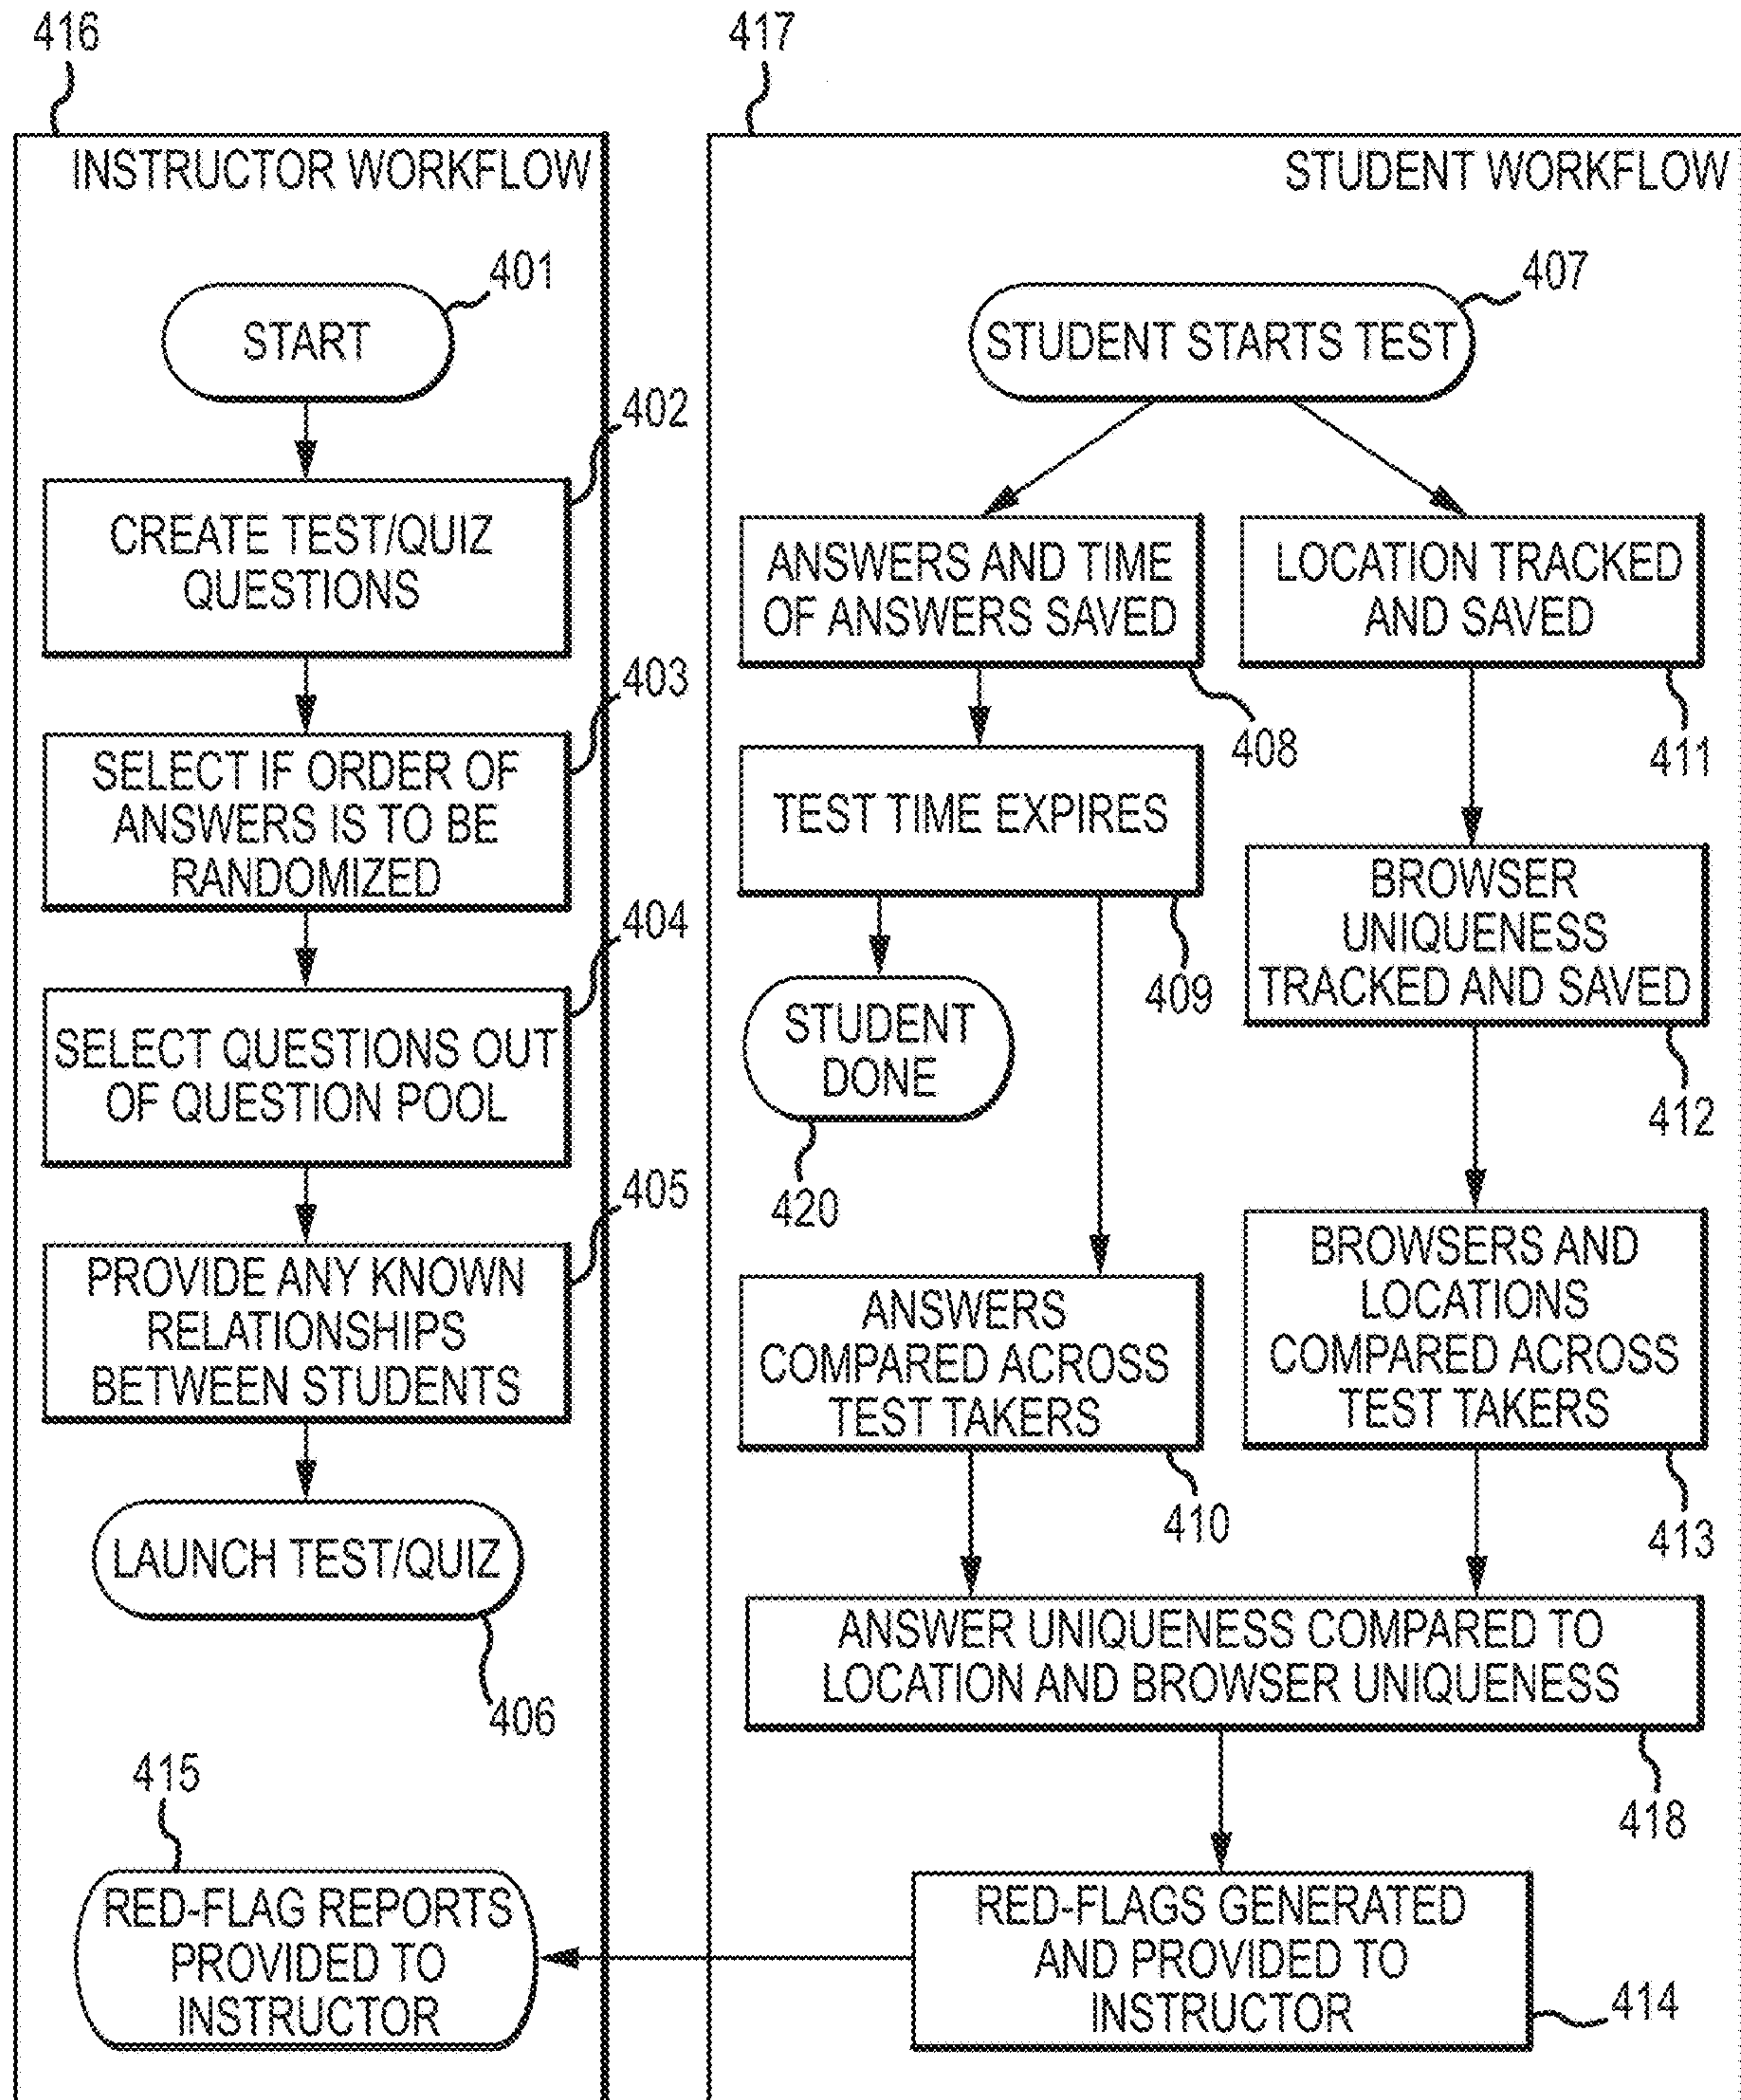 416
417
INSTRUCTOR WORKFLOW
STUDENT WORKFLOW
401
START
402
CREATE TEST/QUIZ
QUESTIONS
403
SELECT IF ORDER OF
ANSWERS IS TO BE
RANDOMIZED
404
SELECT QUESTIONS OUT
OF QUESTION POOL
405
PROVIDE ANY KNOWN
RELATIONSHIPS
BETWEEN STUDENTS
LAUNCH TEST/QUIZ
406
415
RED-FLAG REPORTS
PROVIDED TO
INSTRUCTOR
407
STUDENT STARTS TEST
ANSWERS AND TIME
OF ANSWERS SAVED
408
LOCATION TRACKED
AND SAVED
411
TEST TIME EXPIRES
409
BROWSER
UNIQUENESS
TRACKED AND SAVED
412
STUDENT
DONE
420
ANSWERS
COMPARED ACROSS
TEST TAKERS
410
BROWSERS AND
LOCATIONS
COMPARED ACROSS
TEST TAKERS
413
ANSWER UNIQUENESS COMPARED TO
LOCATION AND BROWSER UNIQUENESS
418
RED-FLAGS GENERATED
AND PROVIDED TO
INSTRUCTOR
414